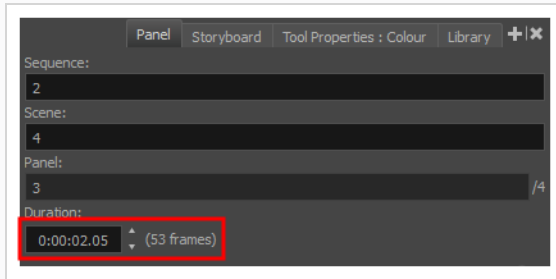 Panel Storyboard Tool Properties : Colour Library
Sequence:
2
Scene:
4
Panel:
3 /4
Duration:
0:00:02.05 (53 frames)